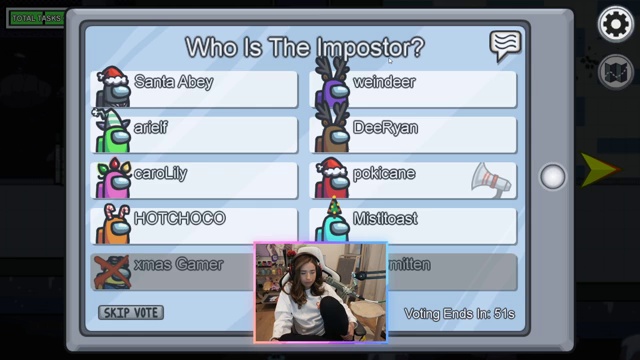 TOTAL TASKS
Who Is The Impostor?
Santa Abey
weindeer
arieif
DeeRyan
caroLily
pokicane
HOTCHOCO
Mistltoast
xmas Gamer
mitten
SKIP VOTE
Voting Ends In: 51s